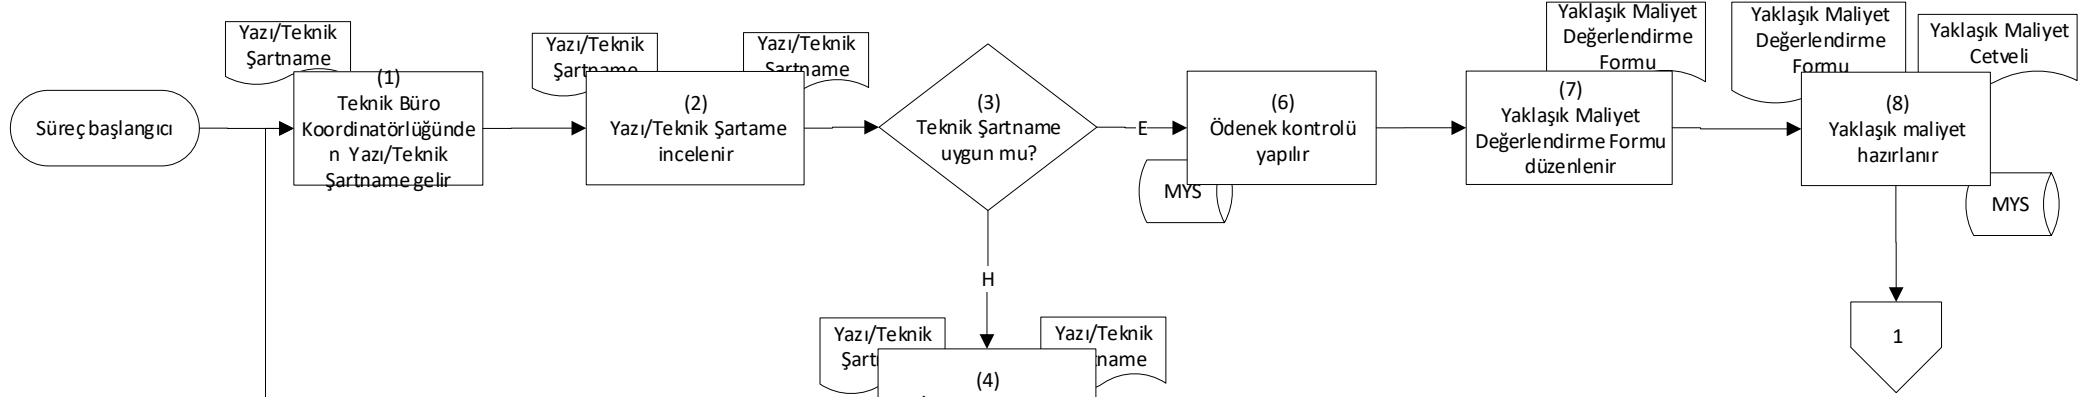 Yazı/Teknik
Şartname
Yazı/Teknik
Şartname
Yazı/Teknik
Şartname
Yaklaşık Maliyet
Değerlendirme
Formu
Yaklaşık Maliyet
Değerlendirme
Formu
Yaklaşık Maliyet
Cetveli
Süreç başlangıcı
(1)
Teknik Büro
Koordinatörlüğünde
n Yazı/Teknik
Şartname gelir
(2)
Yazı/Teknik Şartame
incelenir
(3)
Teknik Şartname
uygun mu?
E
(6)
Ödenek kontrolü
yapılır
MYS
(7)
Yaklaşık Maliyet
Değerlendirme Formu
düzenlenir
(8)
Yaklaşık maliyet
hazırlanır
MYS
H
1
Yazı/Teknik
Yazı/Teknik
(4)